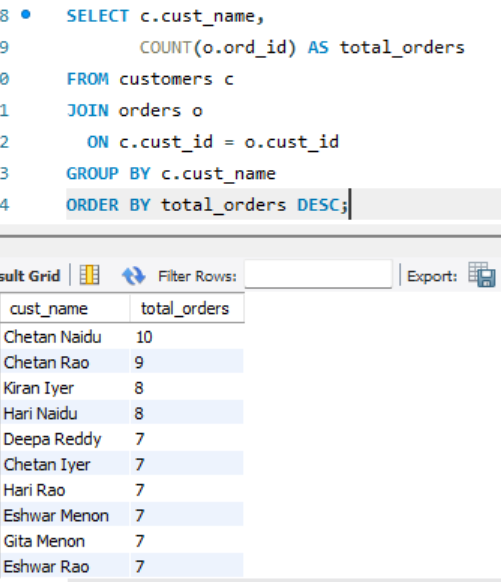 8 SELECT c.cust_name,
9 COUNT(o.ord_id) AS total_orders
0 FROM customers c
1 JOIN orders o
2 ON c.cust_id = o.cust_id
3 GROUP BY c.cust_name
4 ORDER BY total_orders DESC;
sult Grid Filter Rows: Export:
cust_name total_orders
Chetan Naidu 10
Chetan Rao 9
Kiran Iyer 8
Hari Naidu 8
Deepa Reddy 7
Chetan Iyer 7
Hari Rao 7
Eshwar Menon 7
Gita Menon 7
Eshwar Rao 7